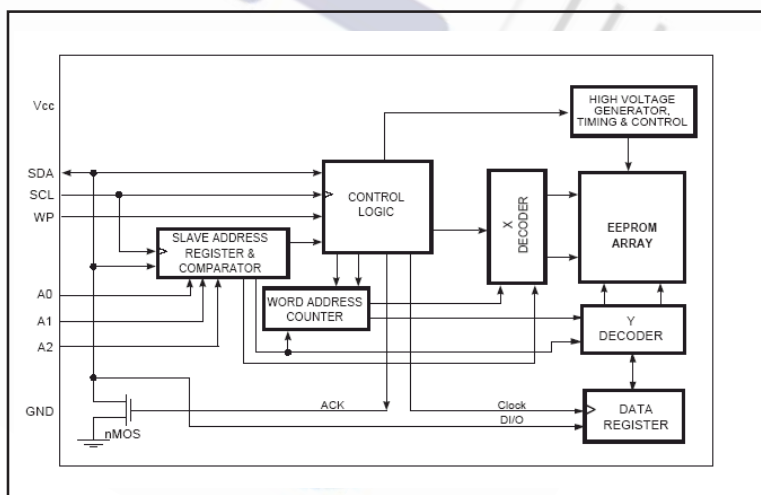 Vcc
HIGH VOLTAGE
GENERATOR,
TIMING & CONTROL
SDA
SCL
WP
CONTROL
LOGIC
X
DECODER
EEPROM
ARRAY
SLAVE ADDRESS
REGISTER &
COMPARATOR
A0
A1
A2
WORD ADDRESS
COUNTER
Y
DECODER
GND
nMOS
ACK
Clock
DI/O
DATA
REGISTER